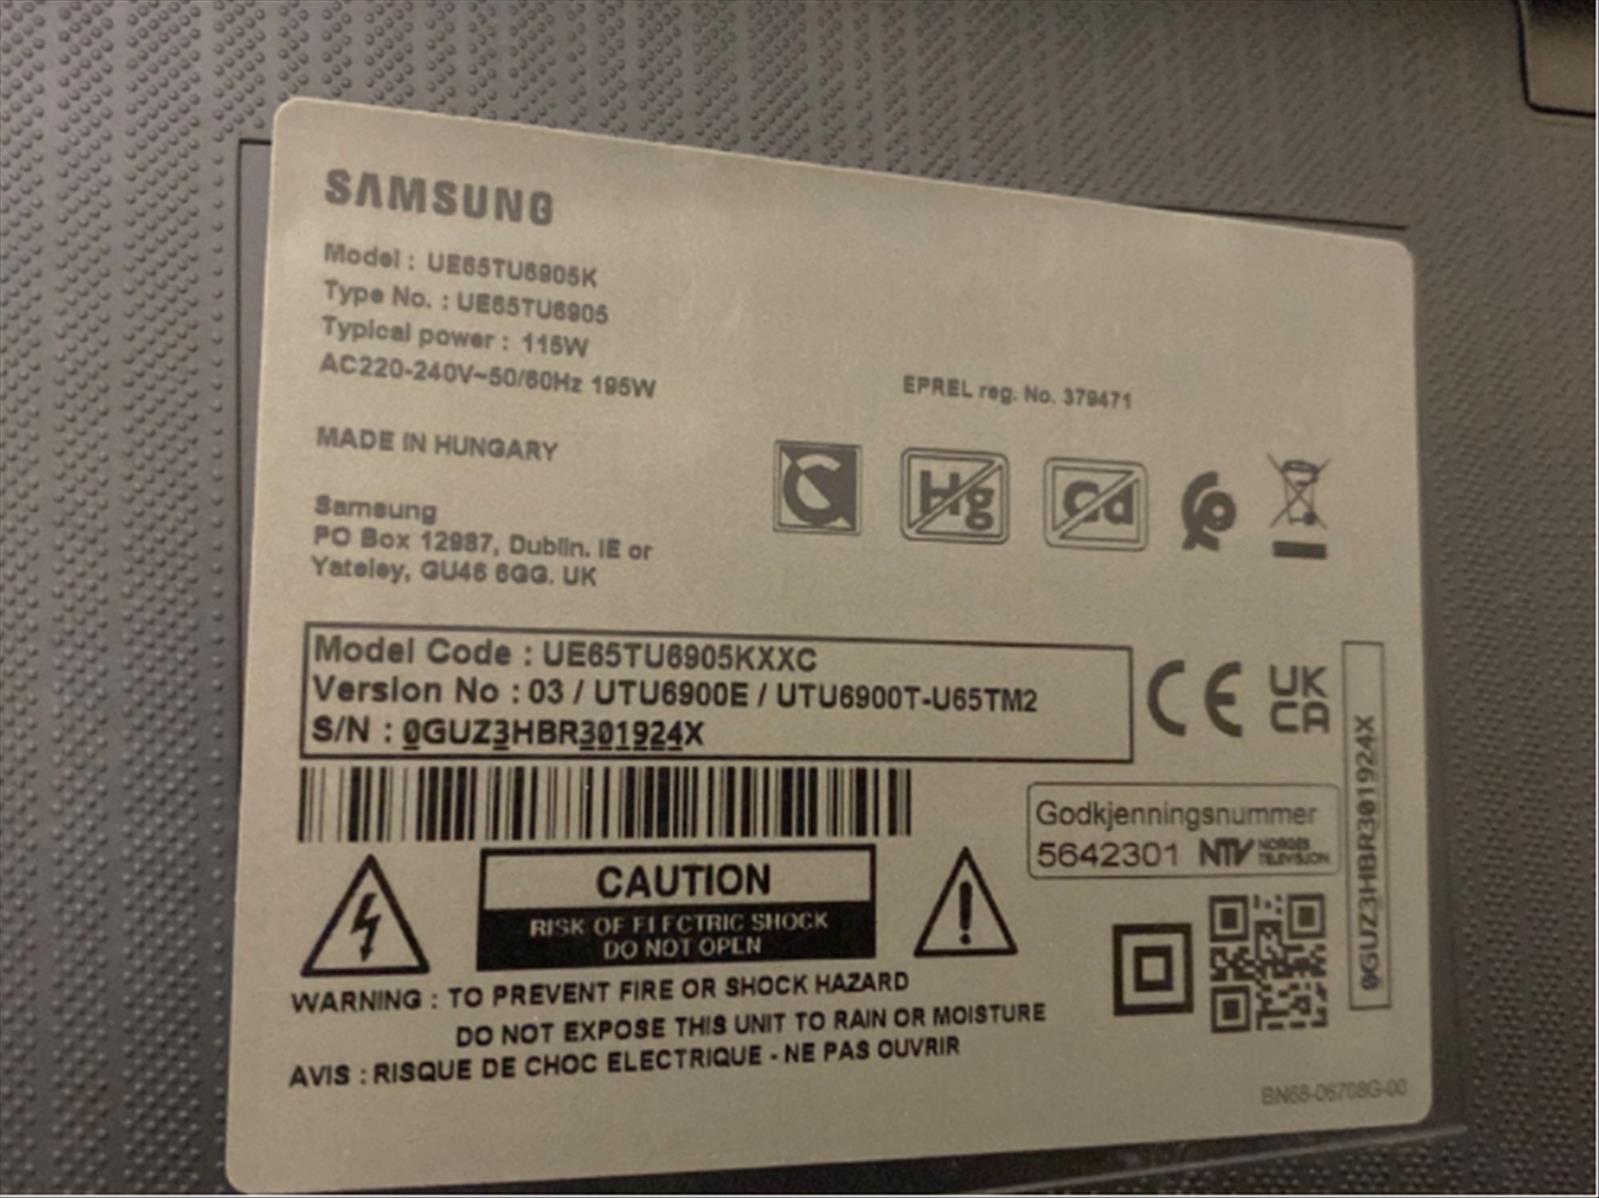 SAMSUNG
Model : UE65TU6905K
Type No. : UE65TU6905
Typical power : 115W
AC220-240V~50/60Hz 195W
EPREL reg. No. 379471
MADE IN HUNGARY
Hg
Cd
Samsung
PO Box 12987, Dublin. IE or
Yateley, GU46 6GG. UK
Model Code : UE65TU6905KXXC
Version No : 03 / UTU6900E / UTU6900T-U65TM2
S/N : 0GUZ3HBR301924X
CE
UK
CA
0GUZ3HBR301924X
Godkjenningsnummer
5642301 NTV NORGES
TELEVISJON
CAUTION
RISK OF ELECTRIC SHOCK
DO NOT OPEN
WARNING : TO PREVENT FIRE OR SHOCK HAZARD
DO NOT EXPOSE THIS UNIT TO RAIN OR MOISTURE
AVIS : RISQUE DE CHOC ELECTRIQUE - NE PAS OUVRIR
BN68-06708G-00